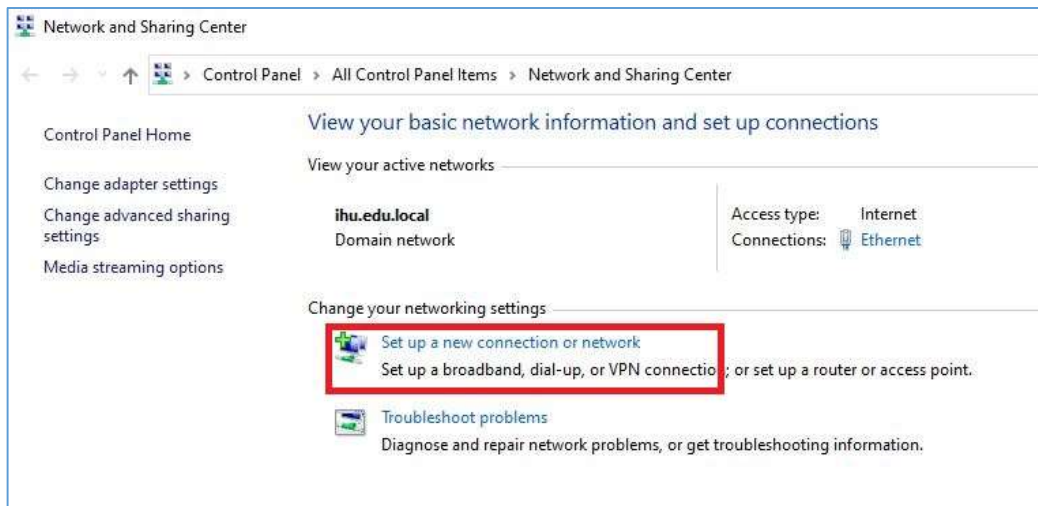 Network and Sharing Center
Control Panel > All Control Panel Items > Network and Sharing Center
Control Panel Home
Change adapter settings
Change advanced sharing
settings
Media streaming options
View your basic network information and set up connections
View your active networks
ihu.edu.local
Domain network
Access type: Internet
Connections: Ethernet
Change your networking settings
Set up a new connection or network
Set up a broadband, dial-up, or VPN connection; or set up a router or access point.
Troubleshoot problems
Diagnose and repair network problems, or get troubleshooting information.